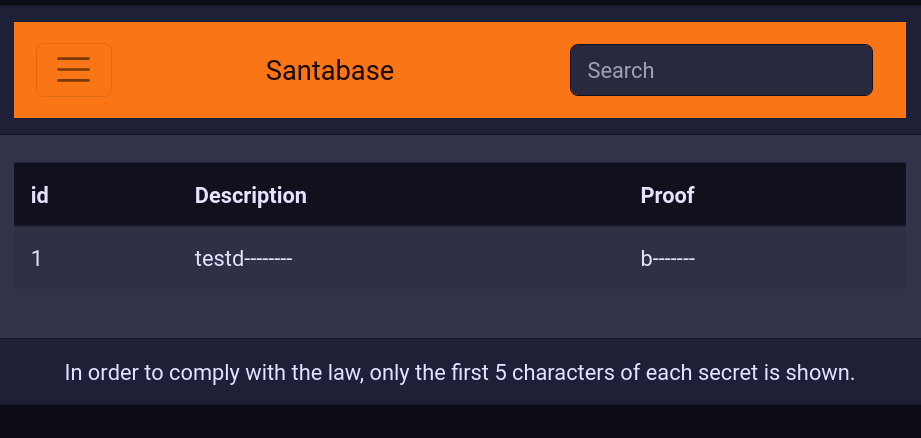 Santabase Search
id Description Proof
1 testd-------- b-------
In order to comply with the law, only the first 5 characters of each secret is shown.